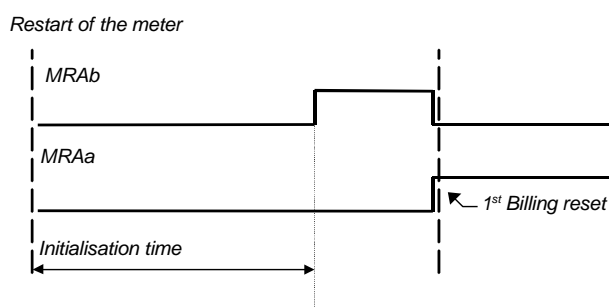 Restart of the meter
MRAb
MRAa
1st Billing reset
Initialisation time